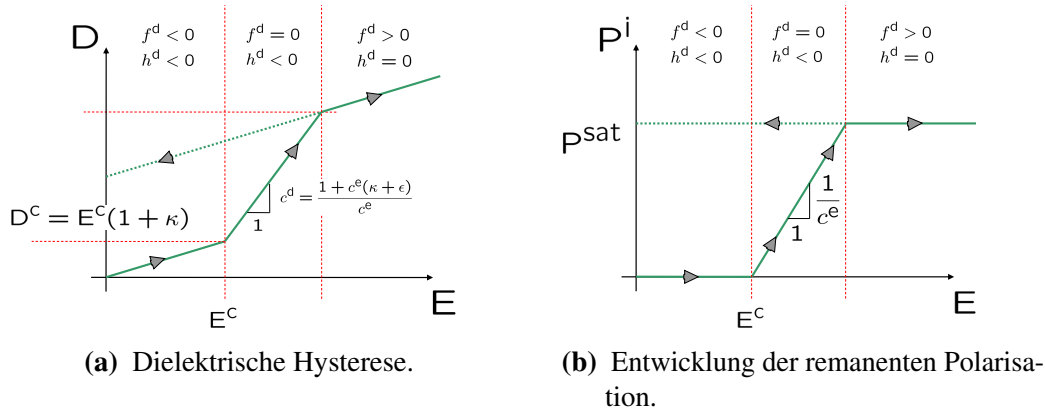 D
f^d < 0
h^d < 0
f^d = 0
h^d < 0
f^d > 0
h^d = 0
c^d = (1 + c^e(κ + ϵ)) / c^e
1
D^c = E^c(1 + κ)
E
E^c
(a) Dielektrische Hysterese.
P^i
f^d < 0
h^d < 0
f^d = 0
h^d < 0
f^d > 0
h^d = 0
P^sat
1 / c^e
1
E
E^c
(b) Entwicklung der remanenten Polarisa-
tion.